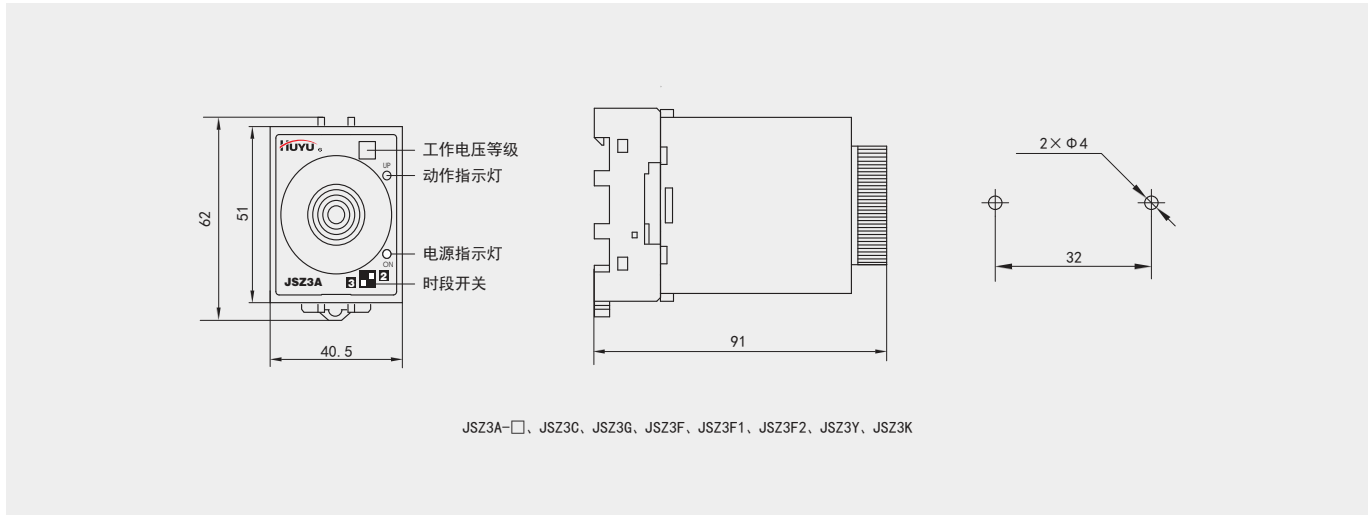 HUYU
工作电压等级
UP
动作指示灯
电源指示灯
ON
JSZ3A
3
2
时段开关
62
51
40.5
91
2×Φ4
32
JSZ3A-□、JSZ3C、JSZ3G、JSZ3F、JSZ3F1、JSZ3F2、JSZ3Y、JSZ3K